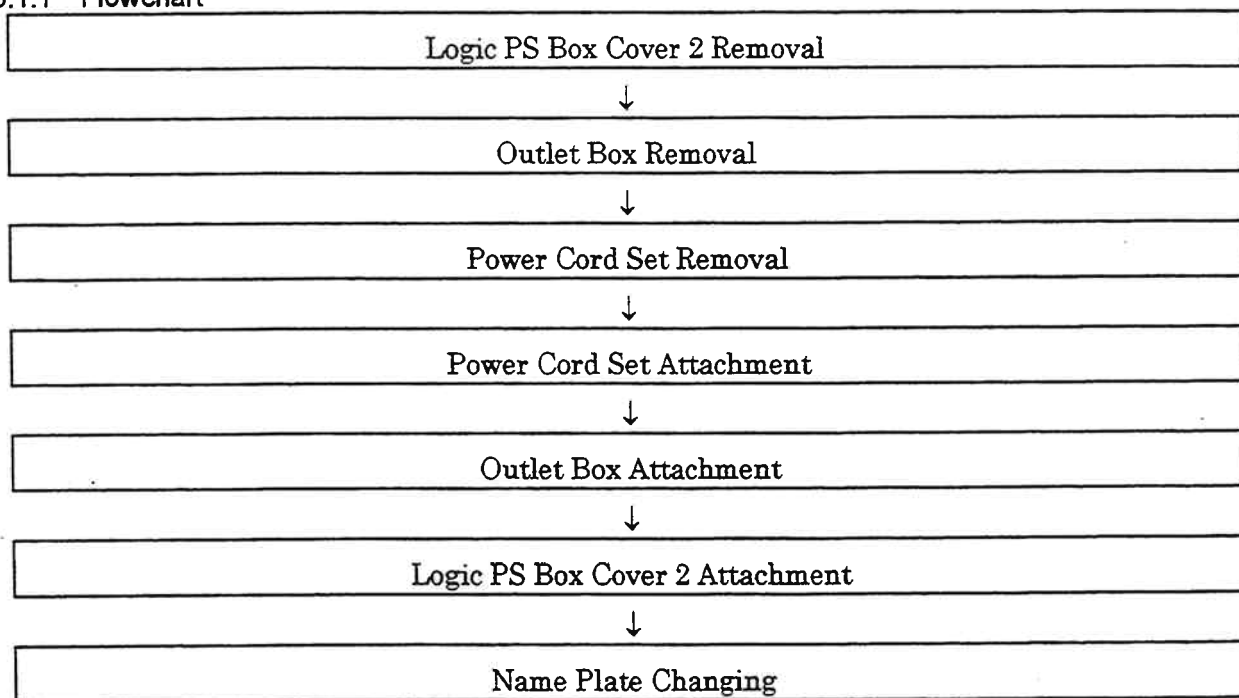 Logic PS Box Cover 2 Removal
↓
Outlet Box Removal
↓
Power Cord Set Removal
↓
Power Cord Set Attachment
↓
Outlet Box Attachment
↓
Logic PS Box Cover 2 Attachment
↓
Name Plate Changing